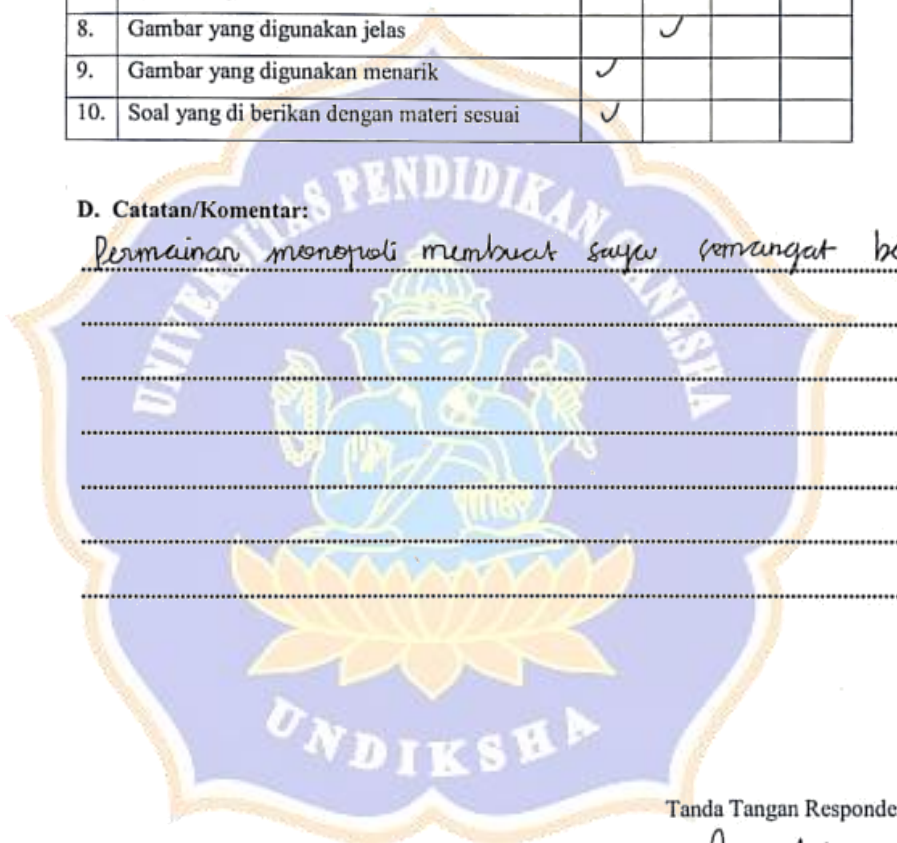 8. Gambar yang digunakan jelas ✓
9. Gambar yang digunakan menarik ✓
10. Soal yang di berikan dengan materi sesuai ✓
D. Catatan/Komentar:
Permainan monopoli membuat saya semangat be
UNIVERSITAS PENDIDIKAN GANESHA
UNDIKSHA
Tanda Tangan Responde